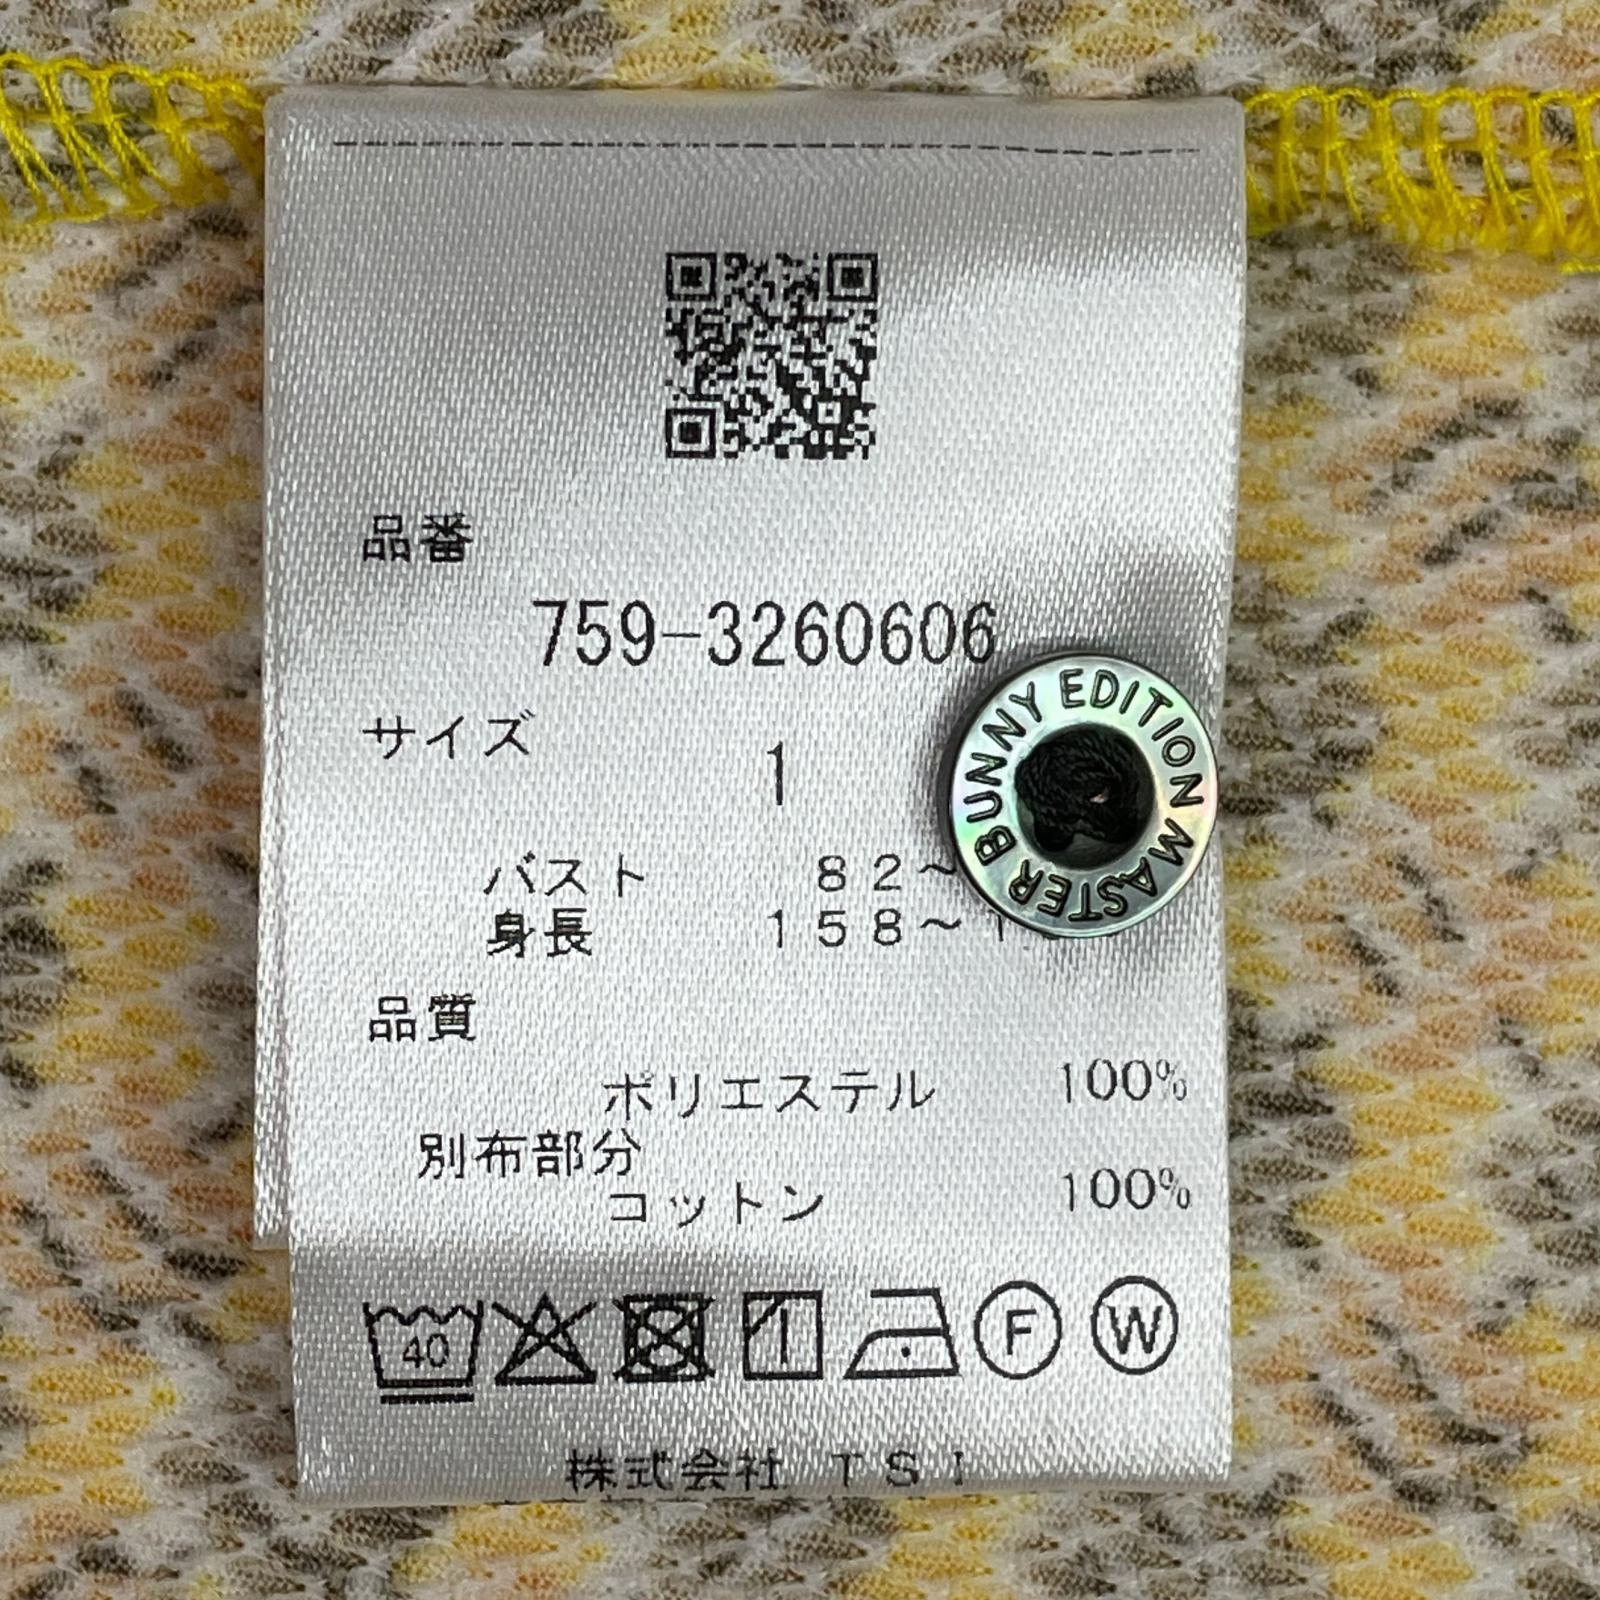 品番
759-3260606
サイズ
1
バスト 82~
身長 158~1
品質
ポリエステル 100%
別布部分
コットン 100%
40
F W
株式会社 TSI
MASTER BUNNY EDITION